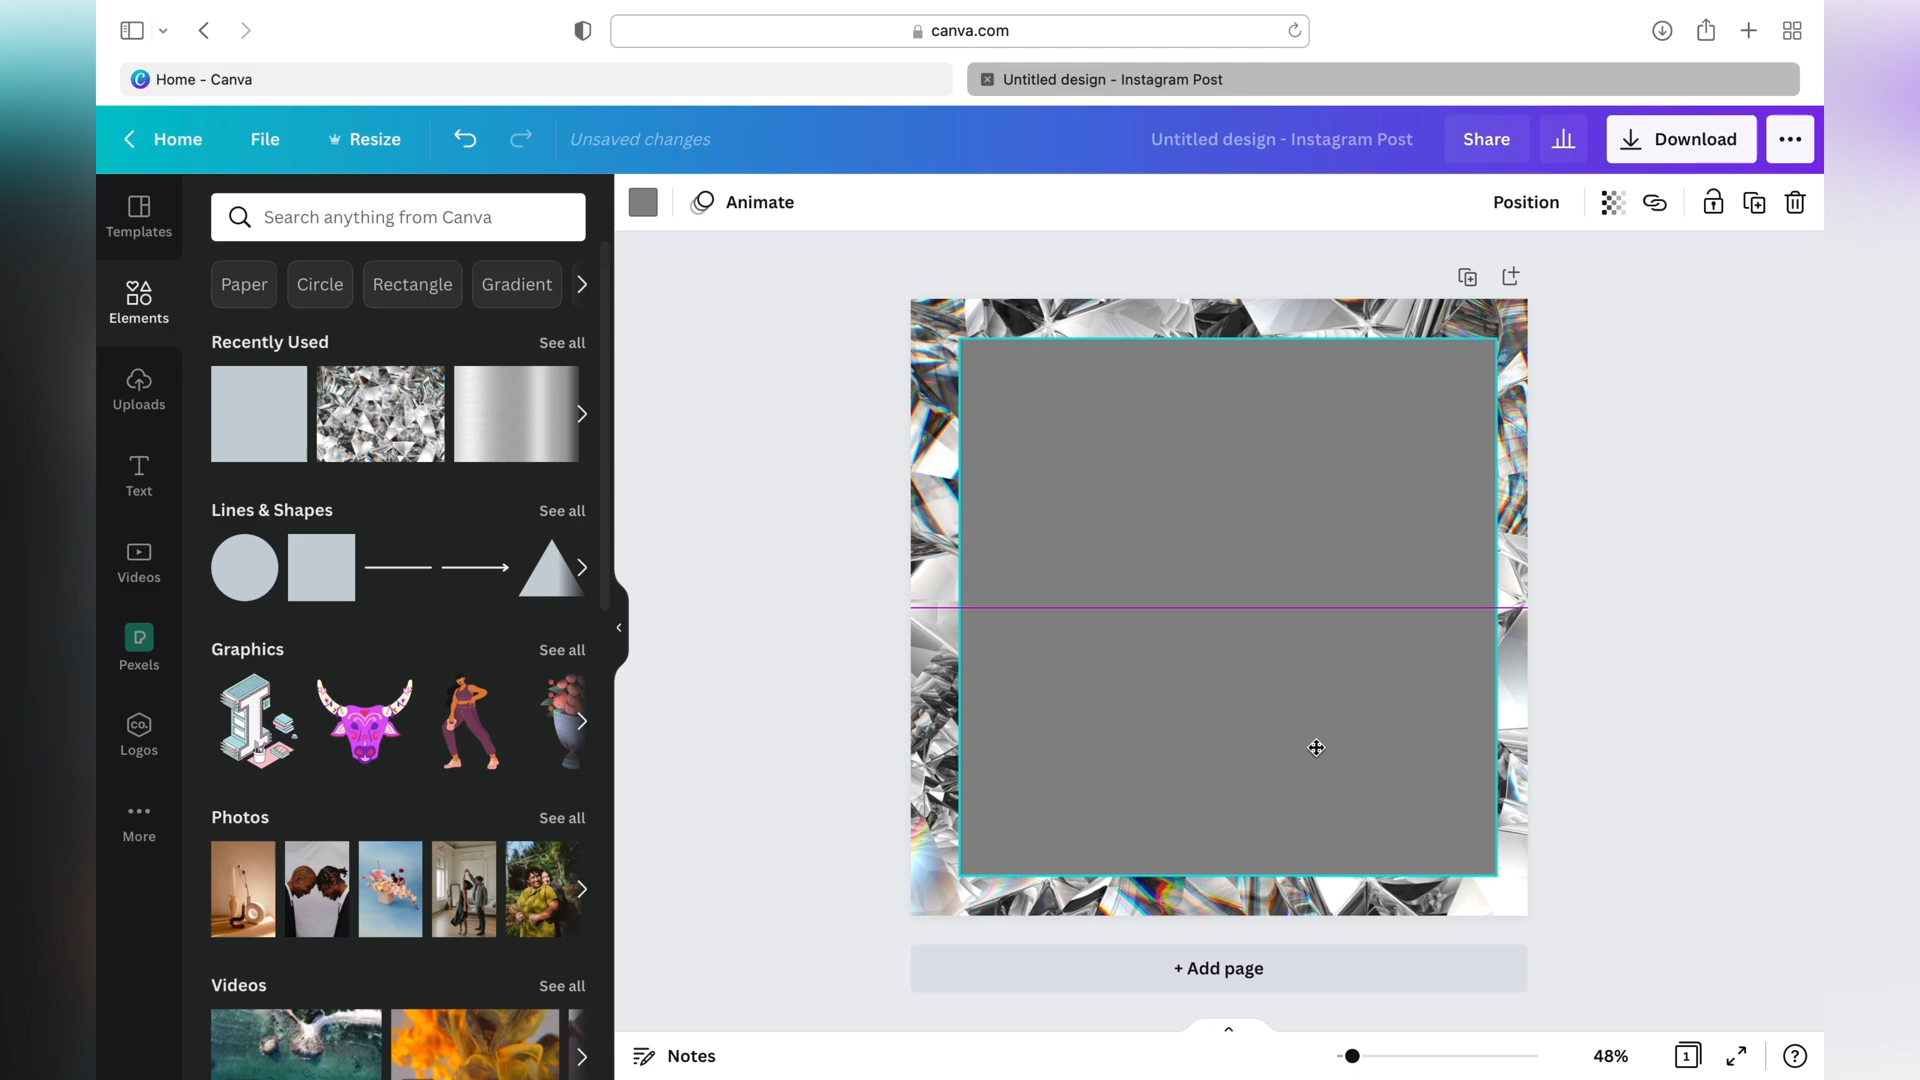 canva.com
Home - Canva
Untitled design - Instagram Post
Home
File
Resize
Unsaved changes
Untitled design - Instagram Post
Share
Download
Templates
Elements
Uploads
Text
Videos
Pexels
CO.
Logos
More
Search anything from Canva
Paper
Circle
Rectangle
Gradient
Recently Used
See all
Lines & Shapes
See all
Graphics
See all
Photos
See all
Videos
See all
Animate
Position
+ Add page
Notes
48%
1